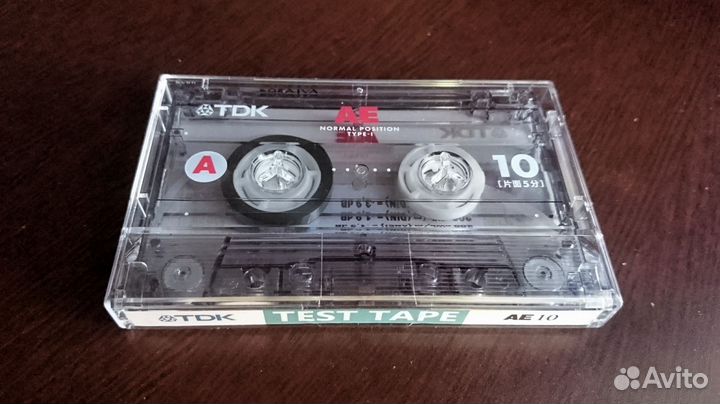 TDK
AE
NORMAL POSITION
TYPE-I
A
10
[片面5分]
TDK
TEST TAPE
AE 10
Avito